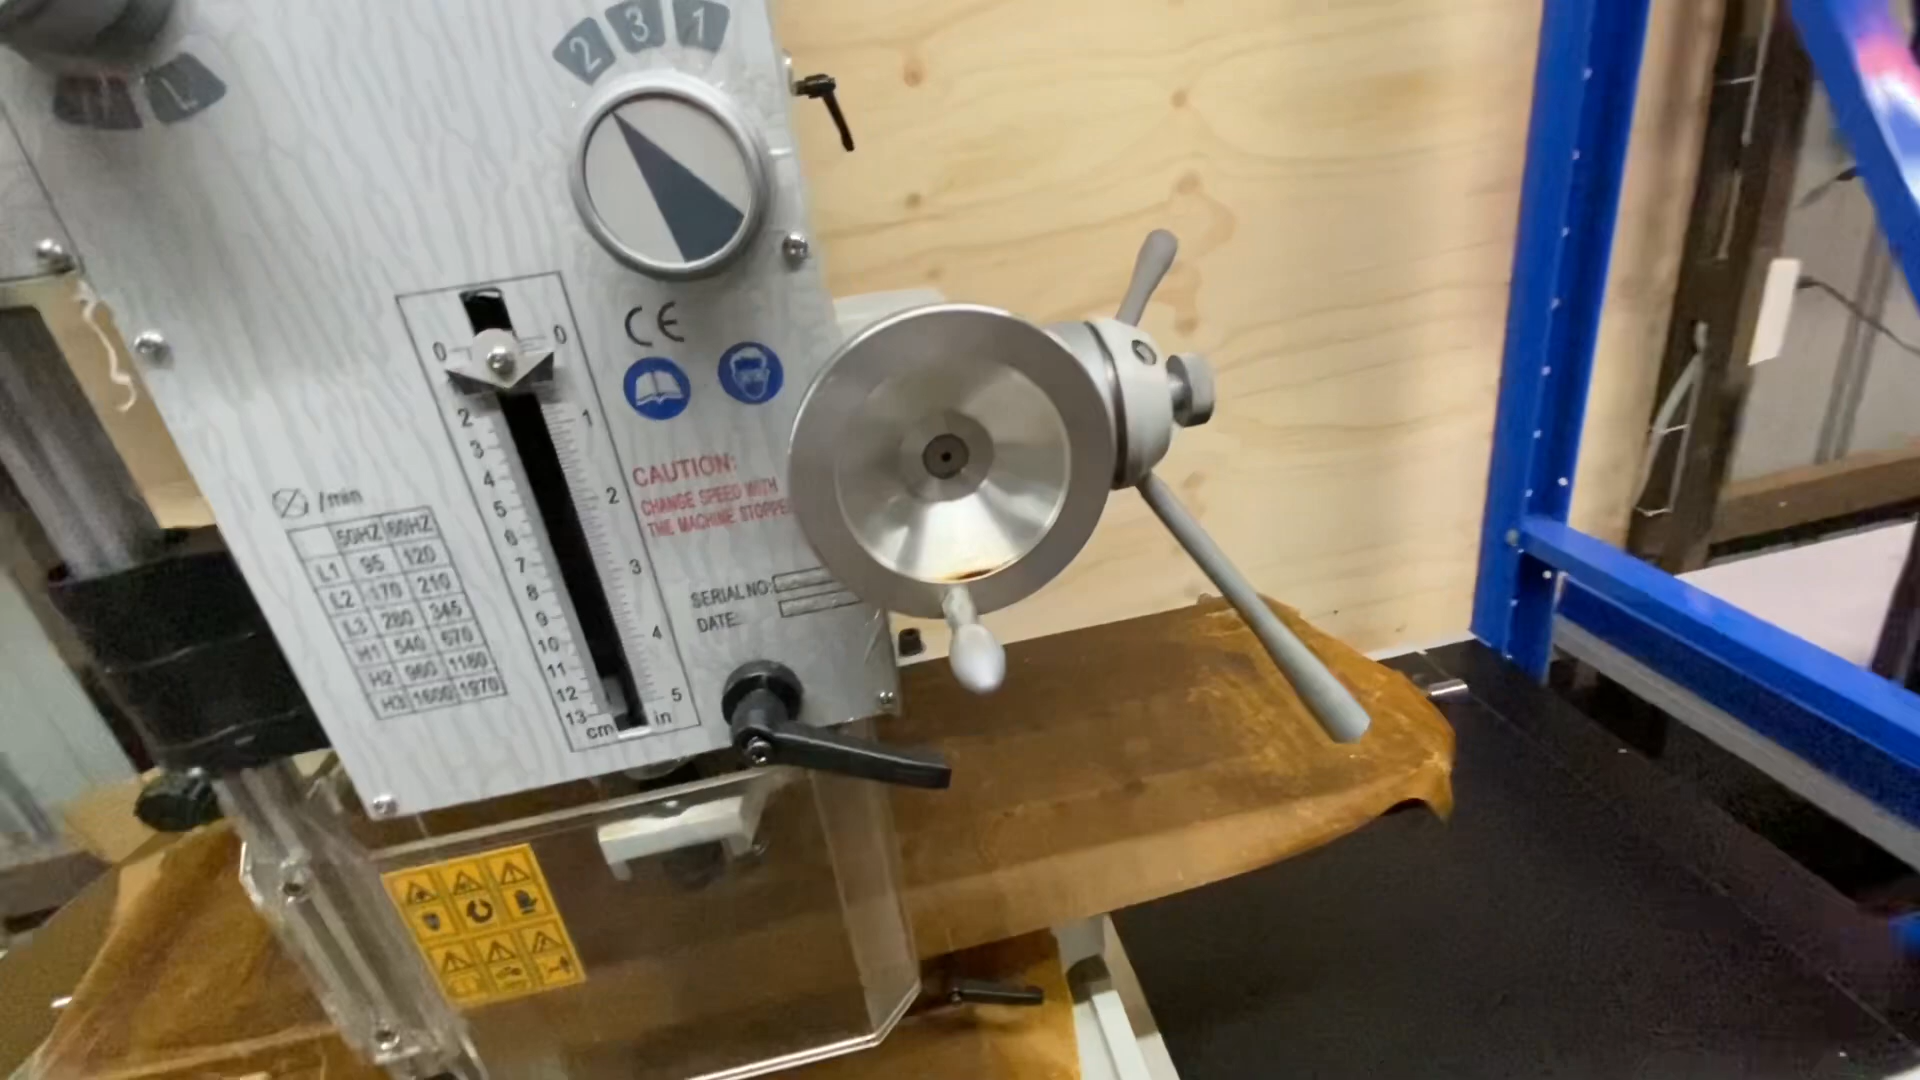 2 3 1
H L
CE
0 0
2 1
3
4
5 2
6
7
8 3
9
10 4
11
12 5
13
cm in
CAUTION:
CHANGE SPEED WITH
THE MACHINE STOPPE
SERIAL NO:
DATE:
/min
50HZ 60HZ
L1 95 120
L2 170 210
L3 280 345
H1 540 670
H2 960 1180
H3 1600 1970